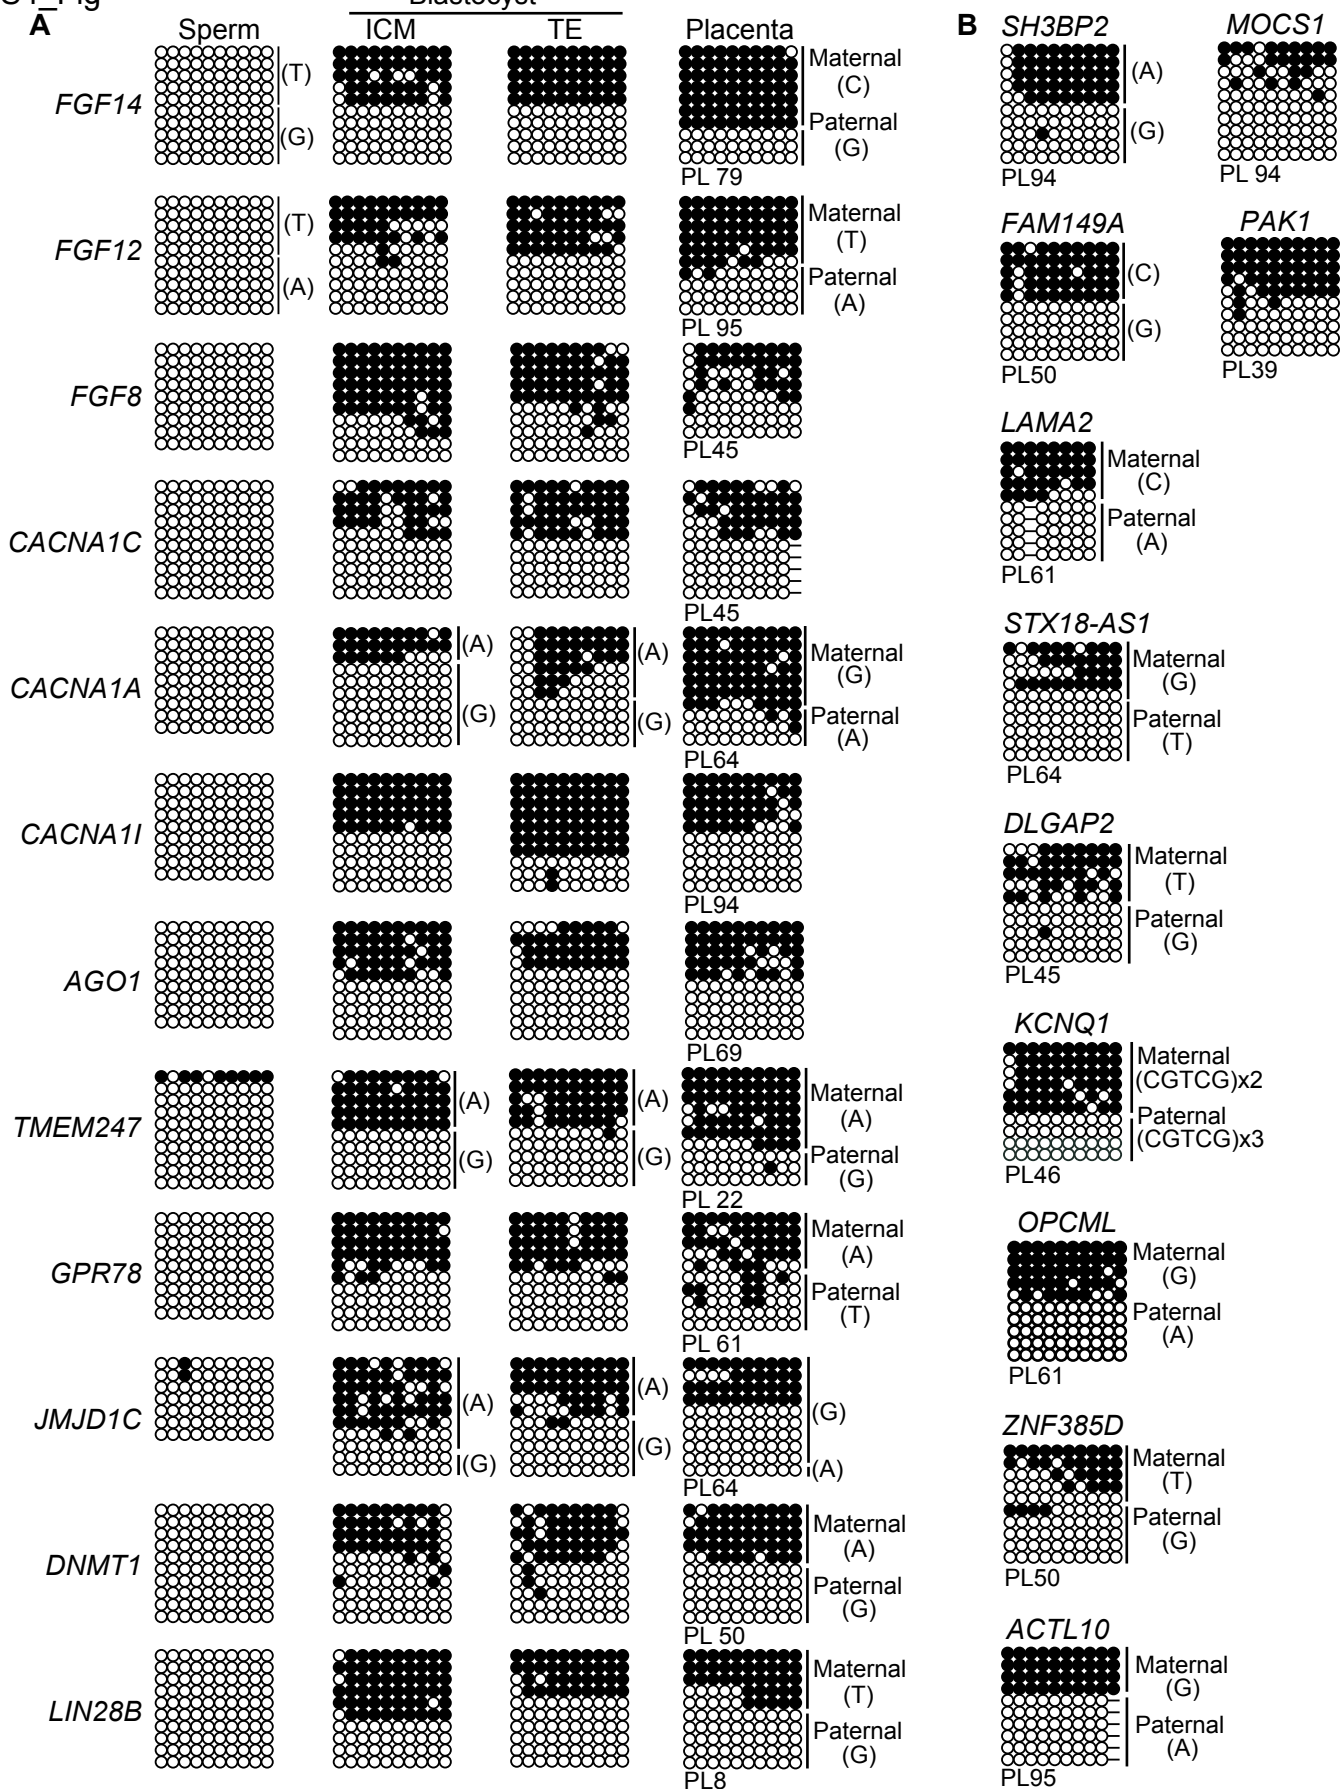 A
Blastocyst
Sperm ICM TE Placenta
FGF14
(T)
(G)
Maternal
(C)
Paternal
(G)
PL 79
FGF12
(T)
(A)
Maternal
(T)
Paternal
(A)
PL 95
FGF8
PL45
CACNA1C
PL45
CACNA1A
(A)
(G)
(A)
(G)
Maternal
(G)
Paternal
(A)
PL64
CACNA1I
PL94
AGO1
PL69
TMEM247
(A)
(G)
(A)
(G)
Maternal
(A)
Paternal
(G)
PL 22
GPR78
Maternal
(A)
Paternal
(T)
PL 61
JMJD1C
(A)
(G)
(A)
(G)
(G)
(A)
PL64
DNMT1
Maternal
(A)
Paternal
(G)
PL 50
LIN28B
Maternal
(T)
Paternal
(G)
PL8
B
SH3BP2
(A)
(G)
PL94
MOCS1
PL 94
FAM149A
(C)
(G)
PL50
PAK1
PL39
LAMA2
Maternal
(C)
Paternal
(A)
PL61
STX18-AS1
Maternal
(G)
Paternal
(T)
PL64
DLGAP2
Maternal
(T)
Paternal
(G)
PL45
KCNQ1
Maternal
(CGTCG)x2
Paternal
(CGTCG)x3
PL46
OPCML
Maternal
(G)
Paternal
(A)
PL61
ZNF385D
Maternal
(T)
Paternal
(G)
PL50
ACTL10
Maternal
(G)
Paternal
(A)
PL95